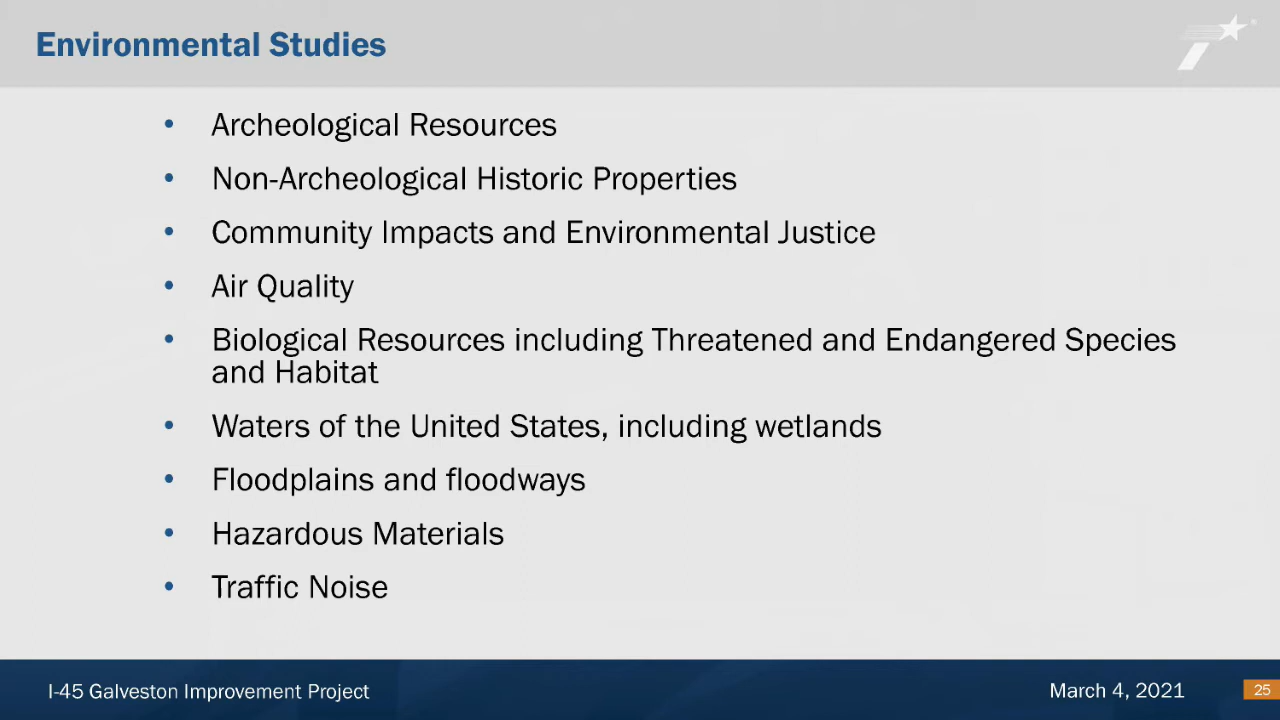 Environmental Studies
• Archeological Resources
• Non-Archeological Historic Properties
• Community Impacts and Environmental Justice
• Air Quality
• Biological Resources including Threatened and Endangered Species
and Habitat
• Waters of the United States, including wetlands
• Floodplains and floodways
• Hazardous Materials
• Traffic Noise
I-45 Galveston Improvement Project
March 4, 2021
25